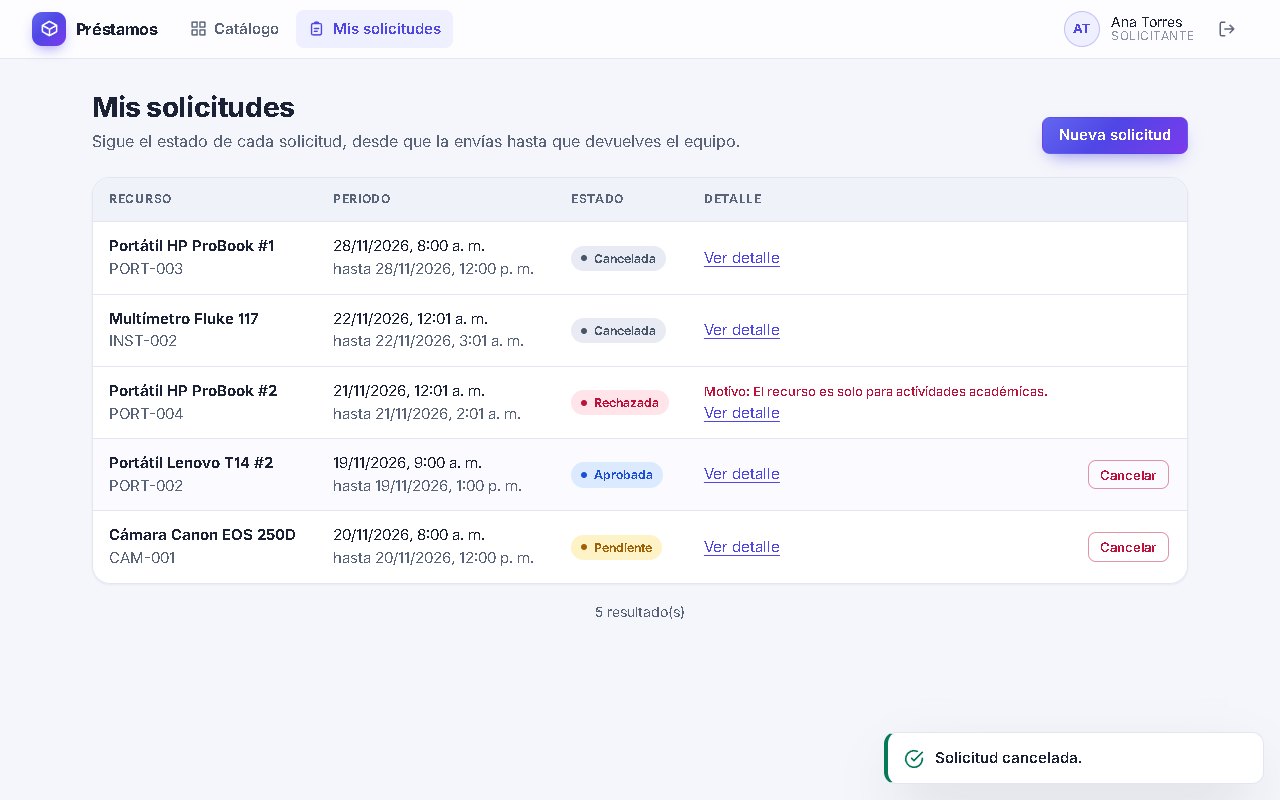 Préstamos
Catálogo
Mis solicitudes
AT
Ana Torres
SOLICITANTE
Mis solicitudes
Sigue el estado de cada solicitud, desde que la envías hasta que devuelves el equipo.
Nueva solicitud
RECURSO PERIODO ESTADO DETALLE
Portátil HP ProBook #1
PORT-003
28/11/2026, 8:00 a. m.
hasta 28/11/2026, 12:00 p. m.
Cancelada
Ver detalle
Multímetro Fluke 117
INST-002
22/11/2026, 12:01 a. m.
hasta 22/11/2026, 3:01 a. m.
Cancelada
Ver detalle
Portátil HP ProBook #2
PORT-004
21/11/2026, 12:01 a. m.
hasta 21/11/2026, 2:01 a. m.
Rechazada
Motivo: El recurso es solo para actividades académicas.
Ver detalle
Portátil Lenovo T14 #2
PORT-002
19/11/2026, 9:00 a. m.
hasta 19/11/2026, 1:00 p. m.
Aprobada
Ver detalle
Cancelar
Cámara Canon EOS 250D
CAM-001
20/11/2026, 8:00 a. m.
hasta 20/11/2026, 12:00 p. m.
Pendiente
Ver detalle
Cancelar
5 resultado(s)
Solicitud cancelada.